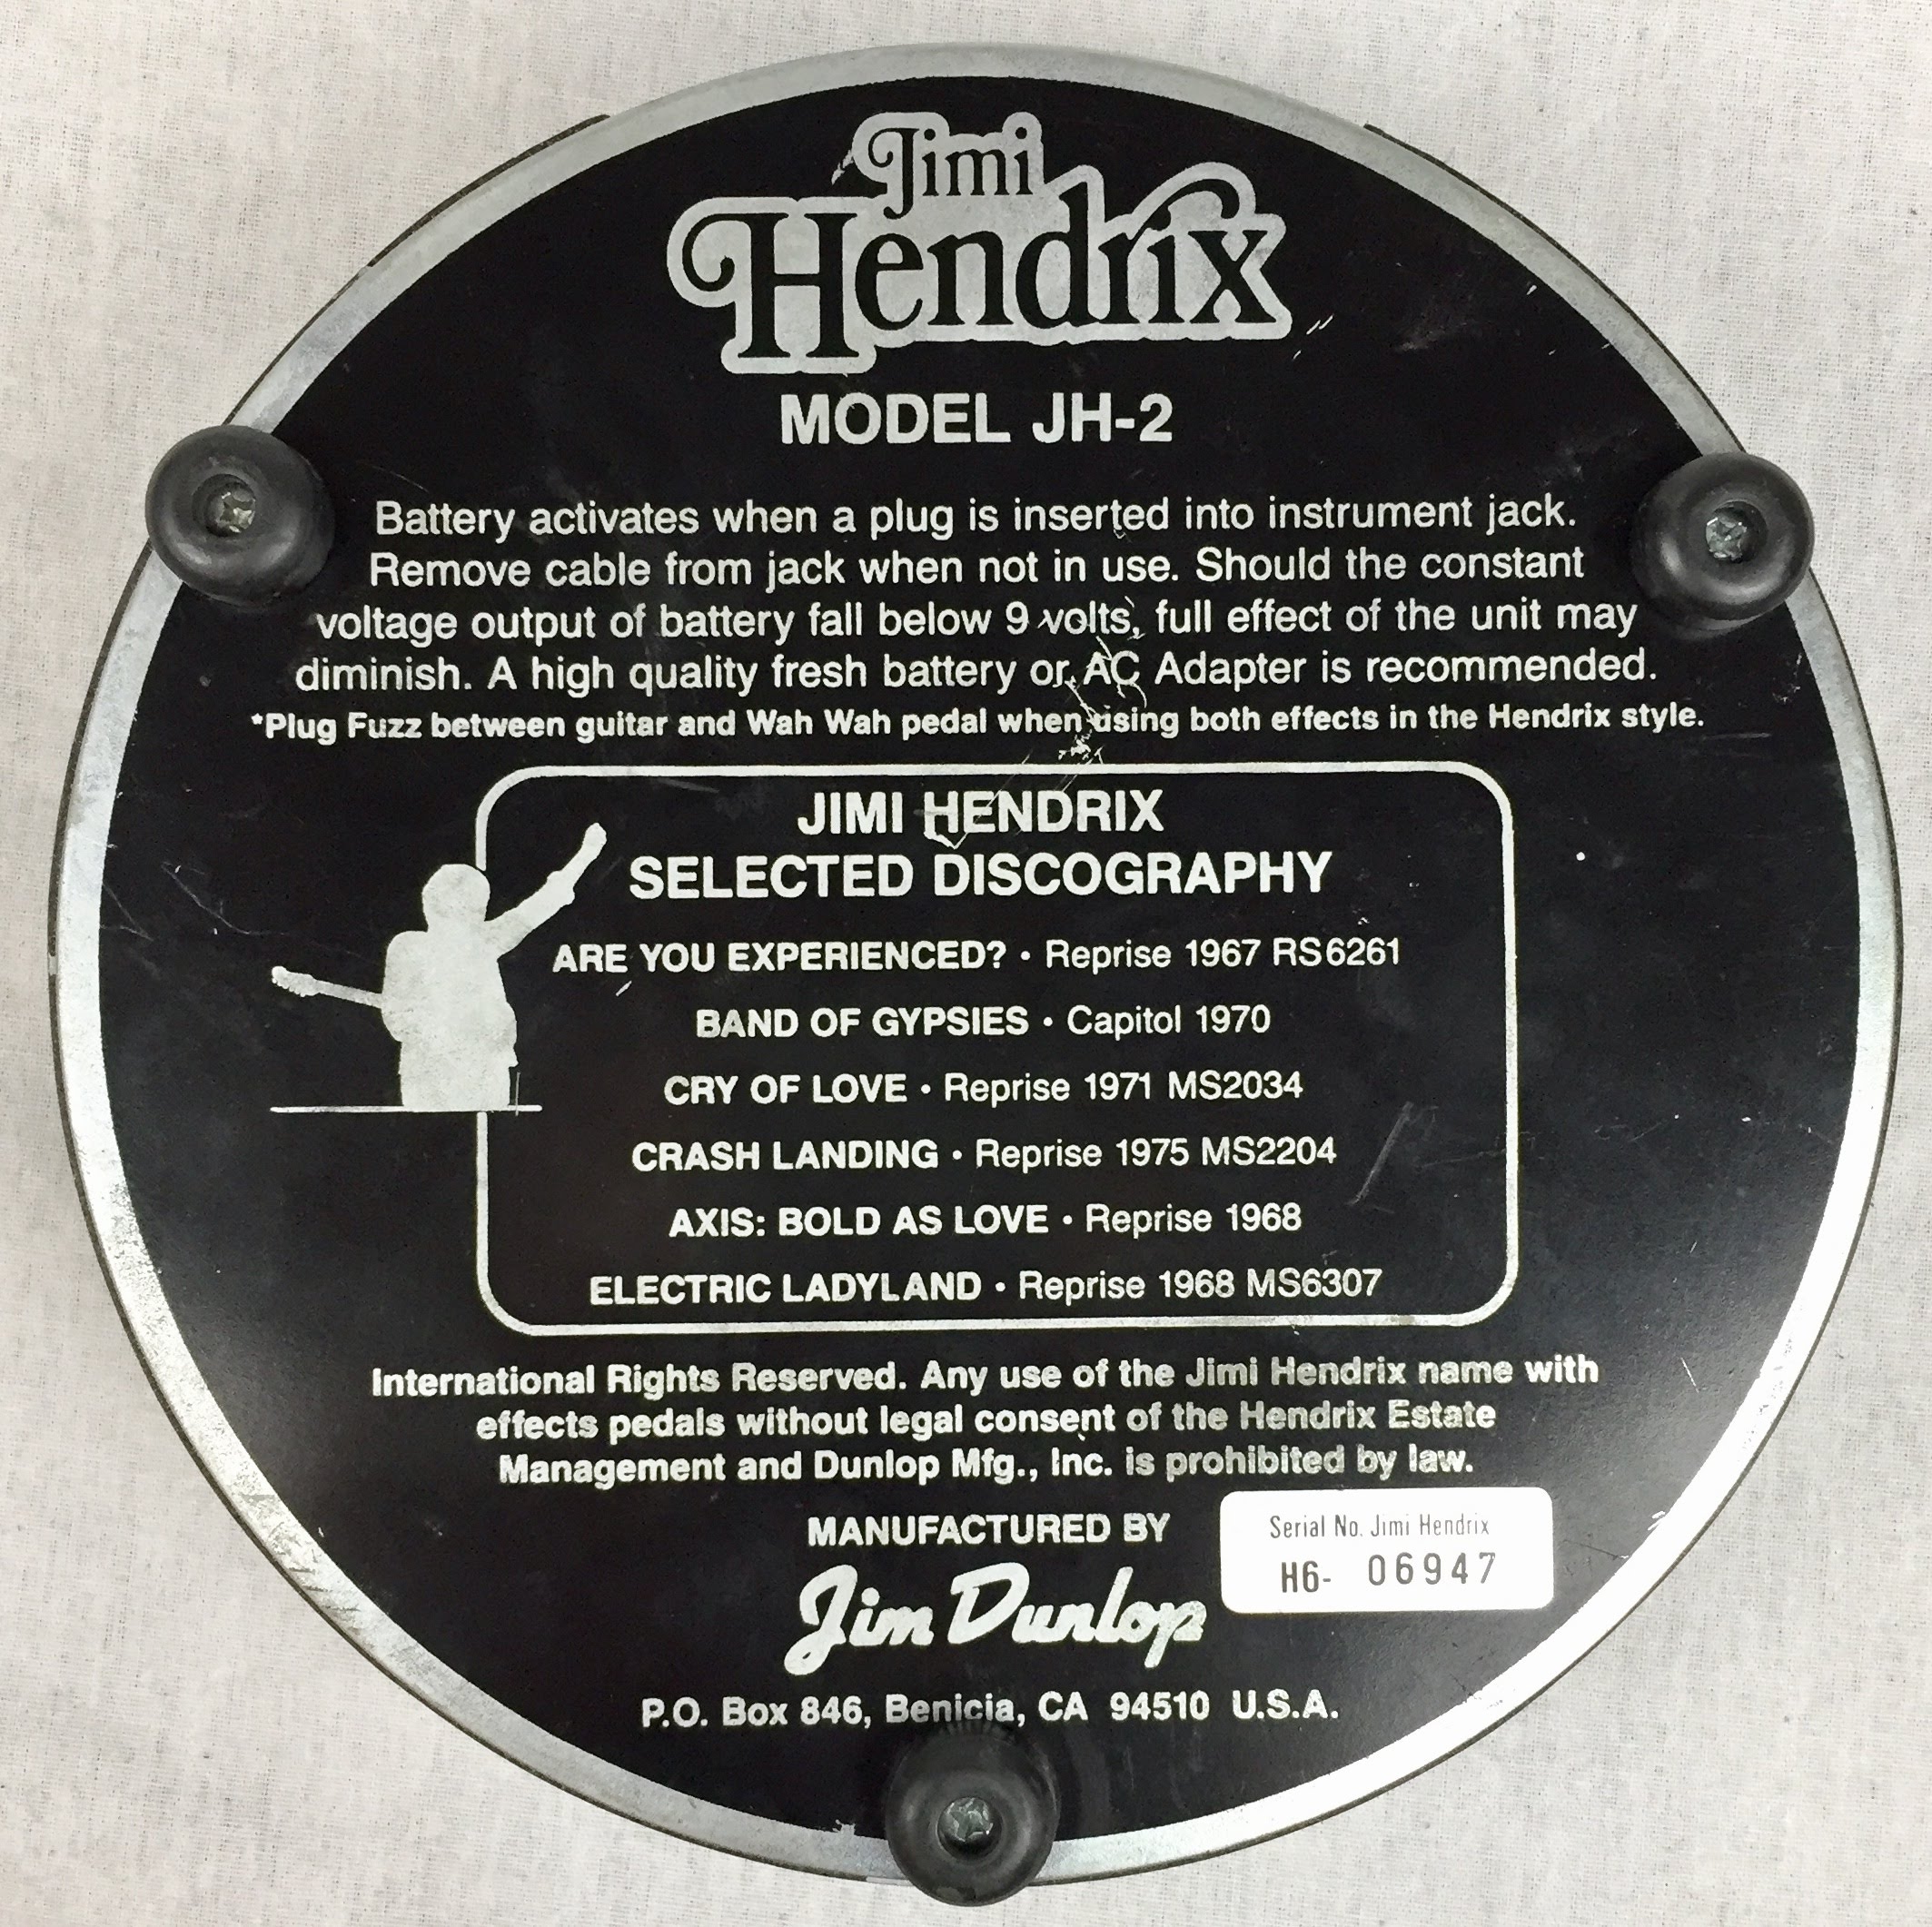 Jimi
Hendrix
MODEL JH-2
Battery activates when a plug is inserted into instrument jack.
Remove cable from jack when not in use. Should the constant
voltage output of battery fall below 9 volts, full effect of the unit may
diminish. A high quality fresh battery or AC Adapter is recommended.
*Plug Fuzz between guitar and Wah Wah pedal when using both effects in the Hendrix style.
JIMI HENDRIX
SELECTED DISCOGRAPHY
ARE YOU EXPERIENCED? • Reprise 1967 RS6261
BAND OF GYPSIES • Capitol 1970
CRY OF LOVE • Reprise 1971 MS2034
CRASH LANDING • Reprise 1975 MS2204
AXIS: BOLD AS LOVE • Reprise 1968
ELECTRIC LADYLAND • Reprise 1968 MS6307
International Rights Reserved. Any use of the Jimi Hendrix name with
effects pedals without legal consent of the Hendrix Estate
Management and Dunlop Mfg., Inc. is prohibited by law.
MANUFACTURED BY
Jim Dunlop
Serial No. Jimi Hendrix
H6- 06947
P.O. Box 846, Benicia, CA 94510 U.S.A.